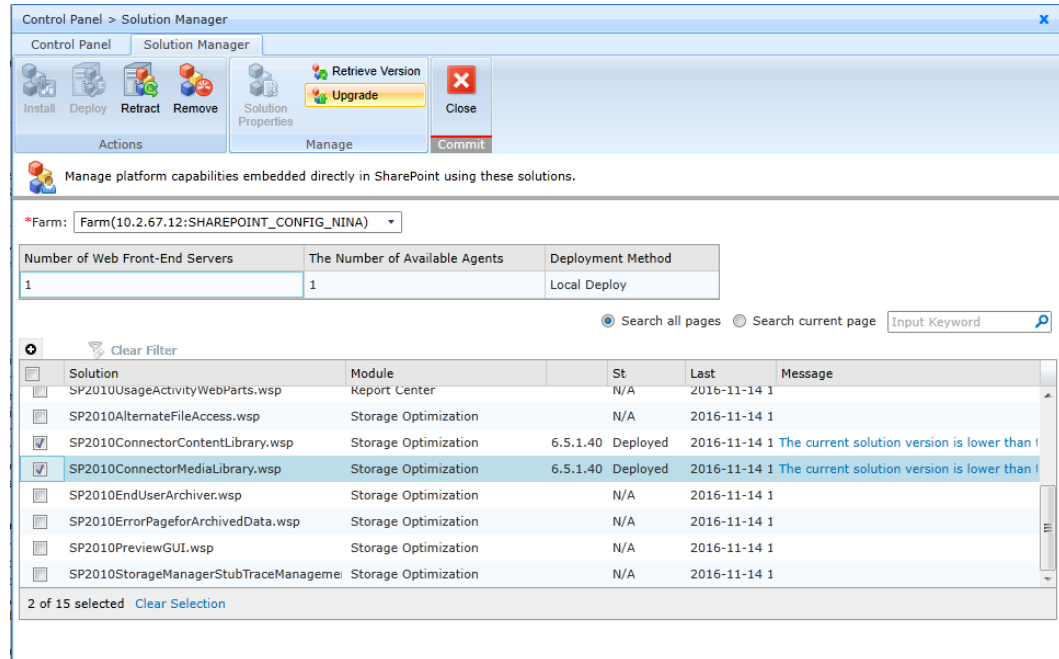 Control Panel > Solution Manager x
Control Panel Solution Manager
Install Deploy Retract Remove Solution Properties Retrieve Version Upgrade Close
Actions Manage Commit
Manage platform capabilities embedded directly in SharePoint using these solutions.
*Farm: Farm(10.2.67.12:SHAREPOINT_CONFIG_NINA)
Number of Web Front-End Servers The Number of Available Agents Deployment Method
1 1 Local Deploy
Search all pages Search current page Input Keyword
Clear Filter
Solution Module St Last Message
SP2010UsageActivityWebParts.wsp Report Center N/A 2016-11-14 1
SP2010AlternateFileAccess.wsp Storage Optimization N/A 2016-11-14 1
SP2010ConnectorContentLibrary.wsp Storage Optimization 6.5.1.40 Deployed 2016-11-14 1 The current solution version is lower than
SP2010ConnectorMediaLibrary.wsp Storage Optimization 6.5.1.40 Deployed 2016-11-14 1 The current solution version is lower than
SP2010EndUserArchiver.wsp Storage Optimization N/A 2016-11-14 1
SP2010ErrorPageforArchivedData.wsp Storage Optimization N/A 2016-11-14 1
SP2010PreviewGUI.wsp Storage Optimization N/A 2016-11-14 1
SP2010StorageManagerStubTraceManagemer Storage Optimization N/A 2016-11-14 1
2 of 15 selected Clear Selection